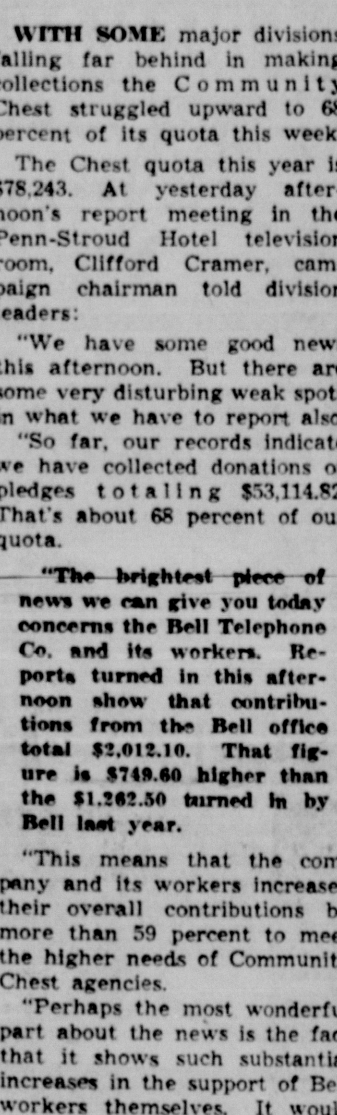 WITH SOME major divisions
falling far behind in making
collections the Community
Chest struggled upward to 68
percent of its quota this week.
The Chest quota this year is
$78,243. At yesterday after-
noon's report meeting in the
Penn-Stroud Hotel television
room, Clifford Cramer, cam-
paign chairman told division
leaders:
"We have some good news
this afternoon. But there are
some very disturbing weak spots
in what we have to report also.
"So far, our records indicate
we have collected donations or
pledges totaling $53,114.82.
That's about 68 percent of our
quota.
"The brightest piece of
news we can give you today
concerns the Bell Telephone
Co. and its workers. Re-
ports turned in this after-
noon show that contribu-
tions from the Bell office
total $2,012.10. That fig-
ure is $749.60 higher than
the $1,262.50 turned in by
Bell last year.
"This means that the com
pany and its workers increase
their overall contributions b
more than 59 percent to mee
the higher needs of Communit
Chest agencies.
"Perhaps the most wonderfu
part about the news is the fac
that it shows such substantia
increases in the support of Be
workers themselves. It woul